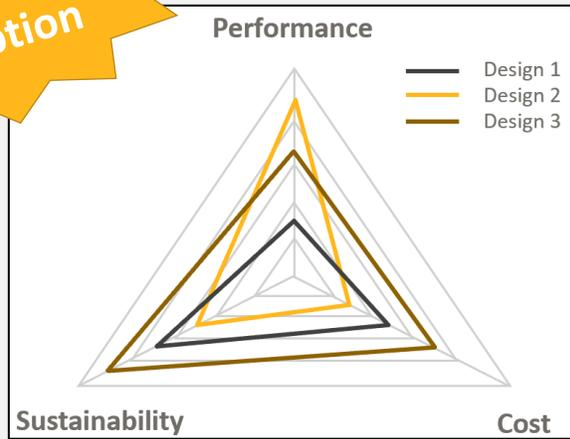 Performance
Design 1
Design 2
Design 3
Sustainability
Cost